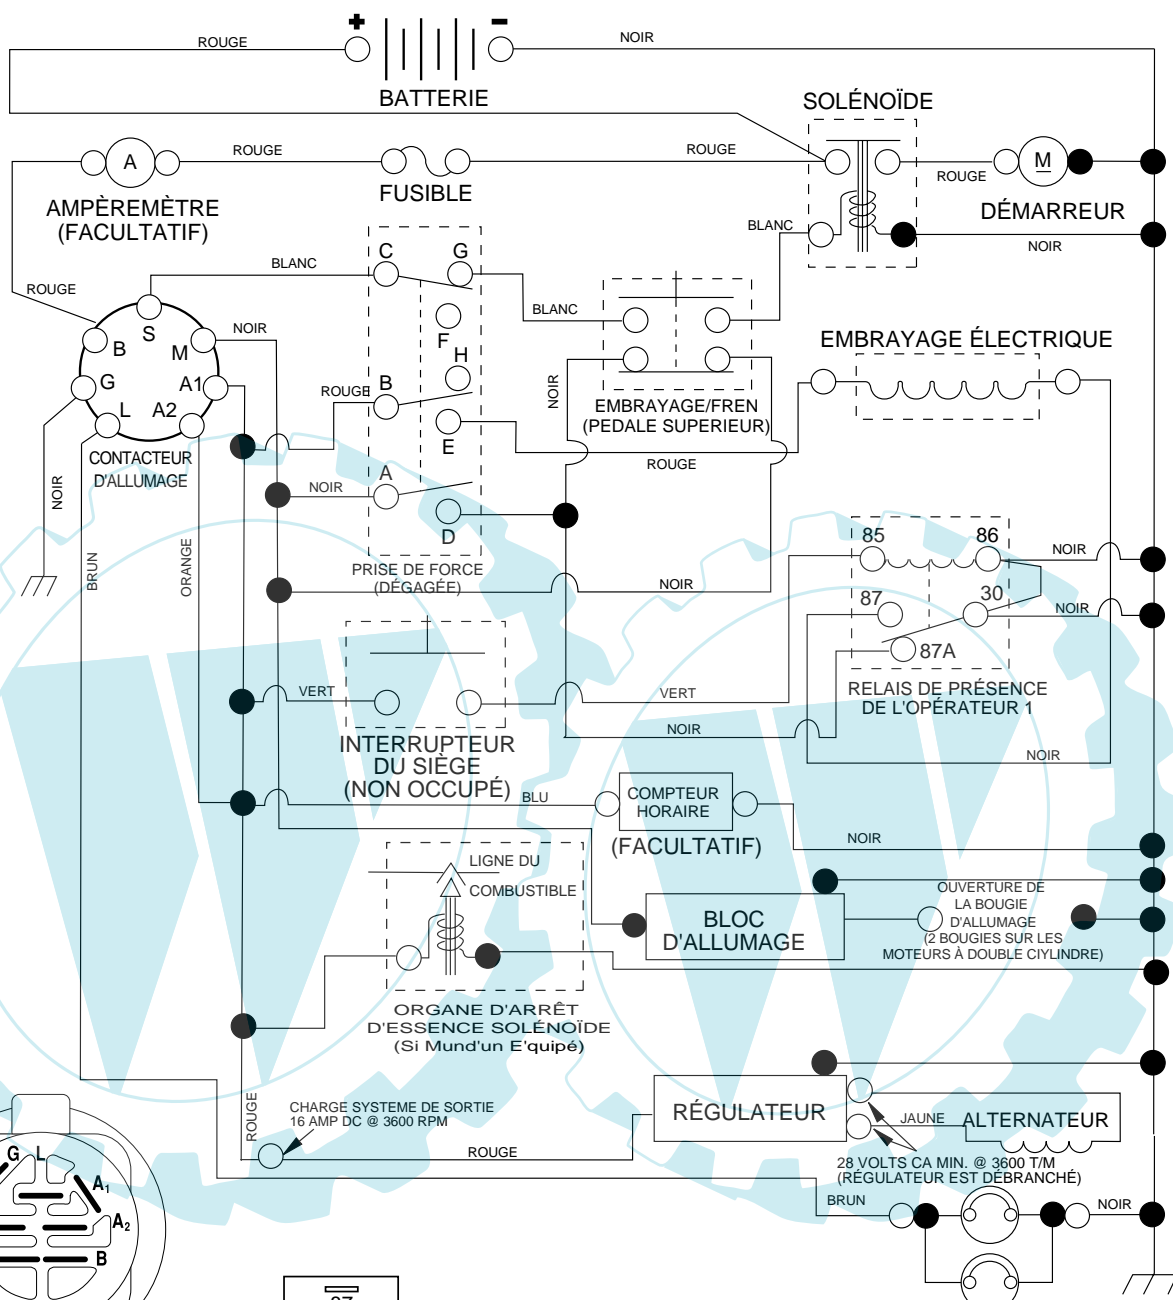 +
-
ROUGE
NOIR
BATTERIE
SOLÉNOÏDE
A
ROUGE
ROUGE
ROUGE
M
FUSIBLE
AMPÈREMÈTRE
(FACULTATIF)
DÉMARREUR
BLANC
NOIR
C
G
BLANC
ROUGE
BLANC
NOIR
S
F
B
M
H
EMBRAYAGE ÉLECTRIQUE
G
A1
ROUGE
B
NOIR
L
A2
EMBRAYAGE/FREN
(PEDALE SUPERIEUR)
E
CONTACTEUR
D'ALLUMAGE
ROUGE
NOIR
A
NOIR
D
85
86
NOIR
BRUN
ORANGE
PRISE DE FORCE
(DÉGAGÉE)
NOIR
87
30
NOIR
87A
VERT
VERT
RELAIS DE PRÉSENCE
DE L'OPÉRATEUR 1
NOIR
INTERRUPTEUR
DU SIÈGE
(NON OCCUPÉ)
NOIR
BLU
COMPTEUR
HORAIRE
(FACULTATIF)
NOIR
LIGNE DU
COMBUSTIBLE
BLOC
D'ALLUMAGE
OUVERTURE DE
LA BOUGIE
D'ALLUMAGE
(2 BOUGIES SUR LES
MOTEURS À DOUBLE CIYLINDRE)
ORGANE D'ARRÊT
D'ESSENCE SOLÉNOÏDE
(Si Mund'un E'quipé)
ROUGE
CHARGE SYSTEME DE SORTIE
16 AMP DC @ 3600 RPM
RÉGULATEUR
JAUNE
ALTERNATEUR
ROUGE
28 VOLTS CA MIN. @ 3600 T/M
(RÉGULATEUR EST DÉBRANCHÉ)
G
L
A1
A2
B
BRUN
NOIR